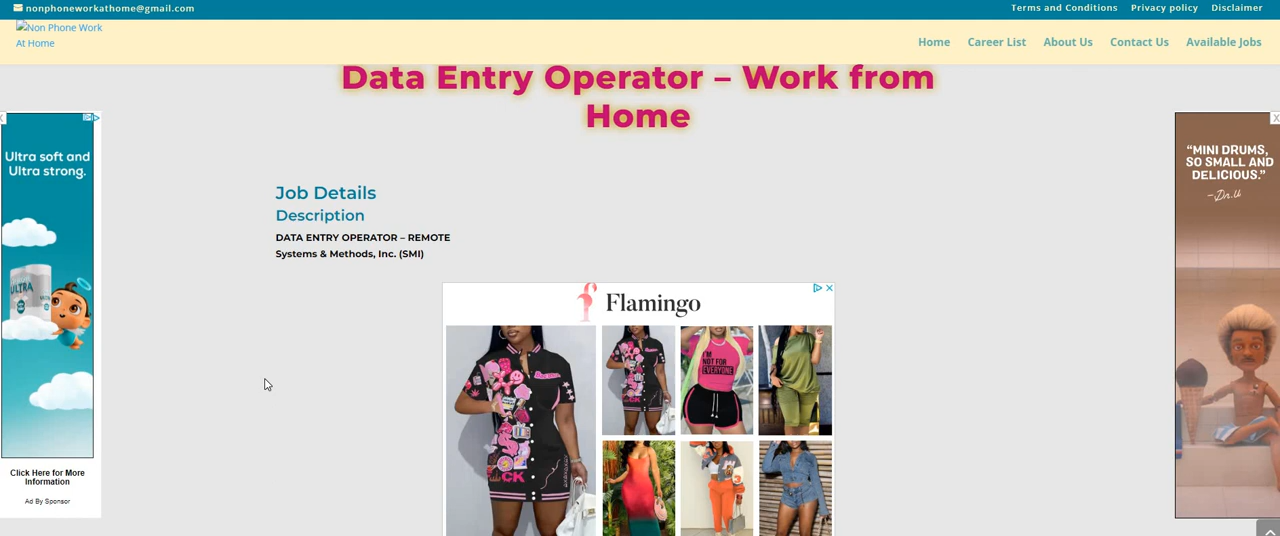 nonphoneworkathome@gmail.com
Terms and Conditions Privacy policy Disclaimer
Non Phone Work
At Home
Home Career List About Us Contact Us Available Jobs
Data Entry Operator – Work from
Home
X
Ultra soft and
Ultra strong.
ULTRA
Click Here for More
Information
Ad By Sponsor
Job Details
Description
DATA ENTRY OPERATOR – REMOTE
Systems & Methods, Inc. (SMI)
Flamingo
I'M
NOT FOR
EVERYONE
X
“MINI DRUMS,
SO SMALL AND
DELICIOUS.”
–Dr. U